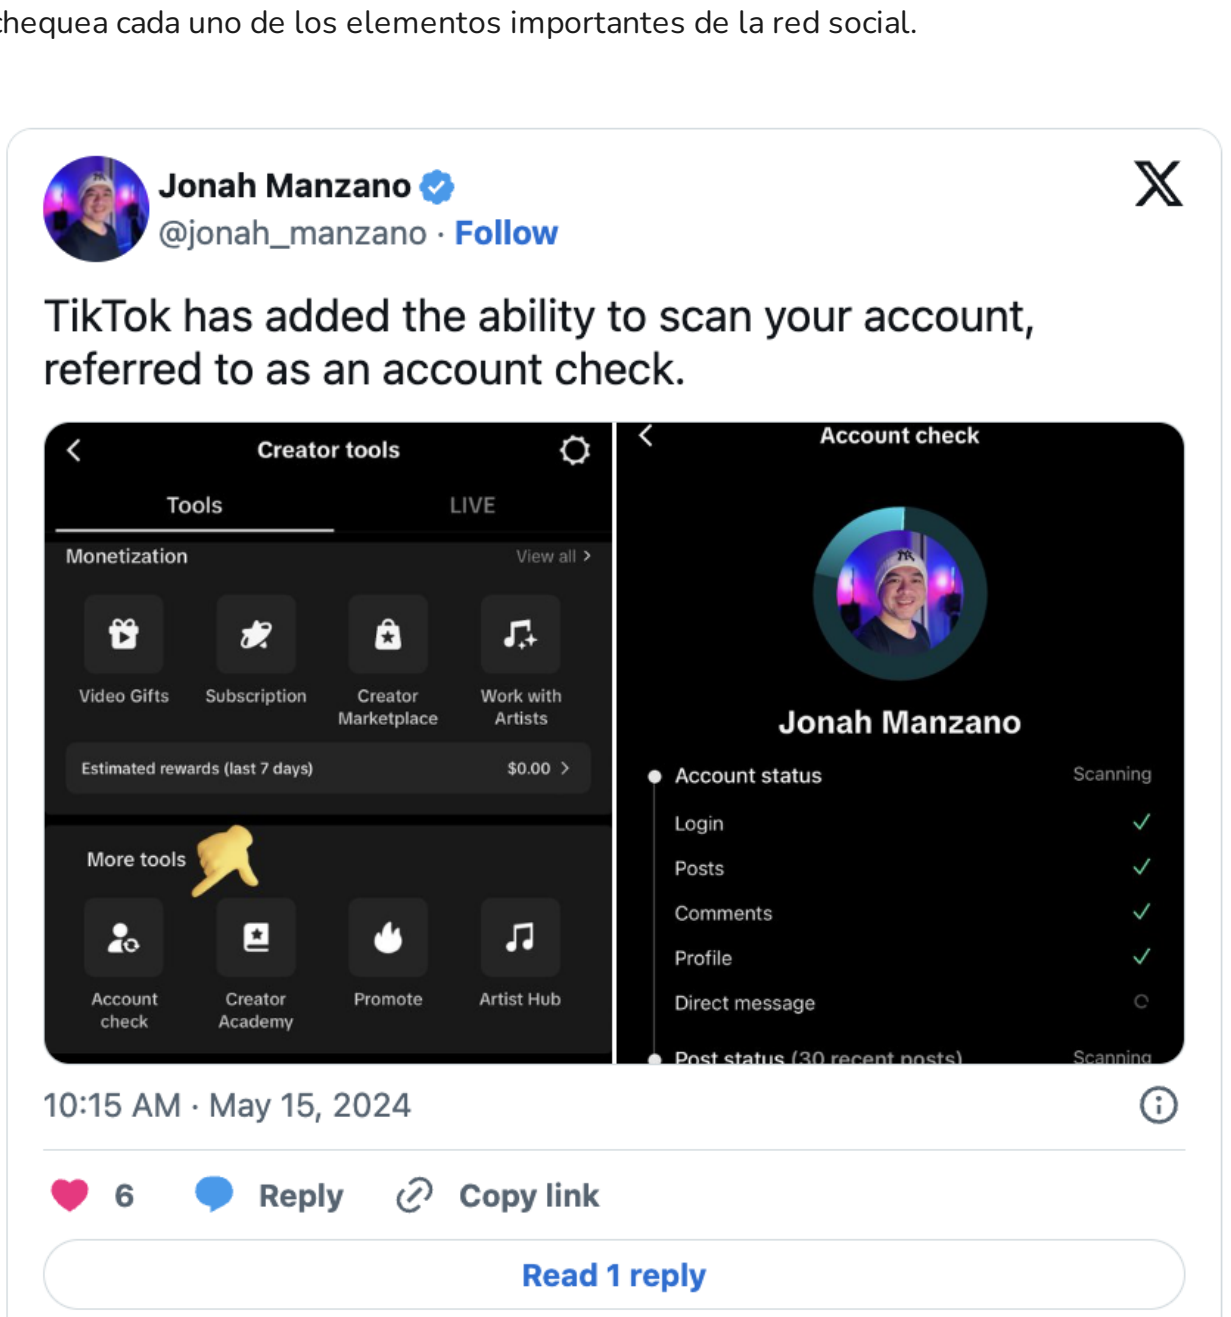 chequea cada uno de los elementos importantes de la red social.
Jonah Manzano
@jonah_manzano · Follow
TikTok has added the ability to scan your account,
referred to as an account check.
Creator tools
Tools LIVE
Monetization View all >
Video Gifts Subscription Creator Marketplace Work with Artists
Estimated rewards (last 7 days) $0.00 >
More tools
Account check Creator Academy Promote Artist Hub
Account check
Jonah Manzano
Account status Scanning
Login
Posts
Comments
Profile
Direct message
Post status (30 recent posts) Scanning
10:15 AM · May 15, 2024
6 Reply Copy link
Read 1 reply